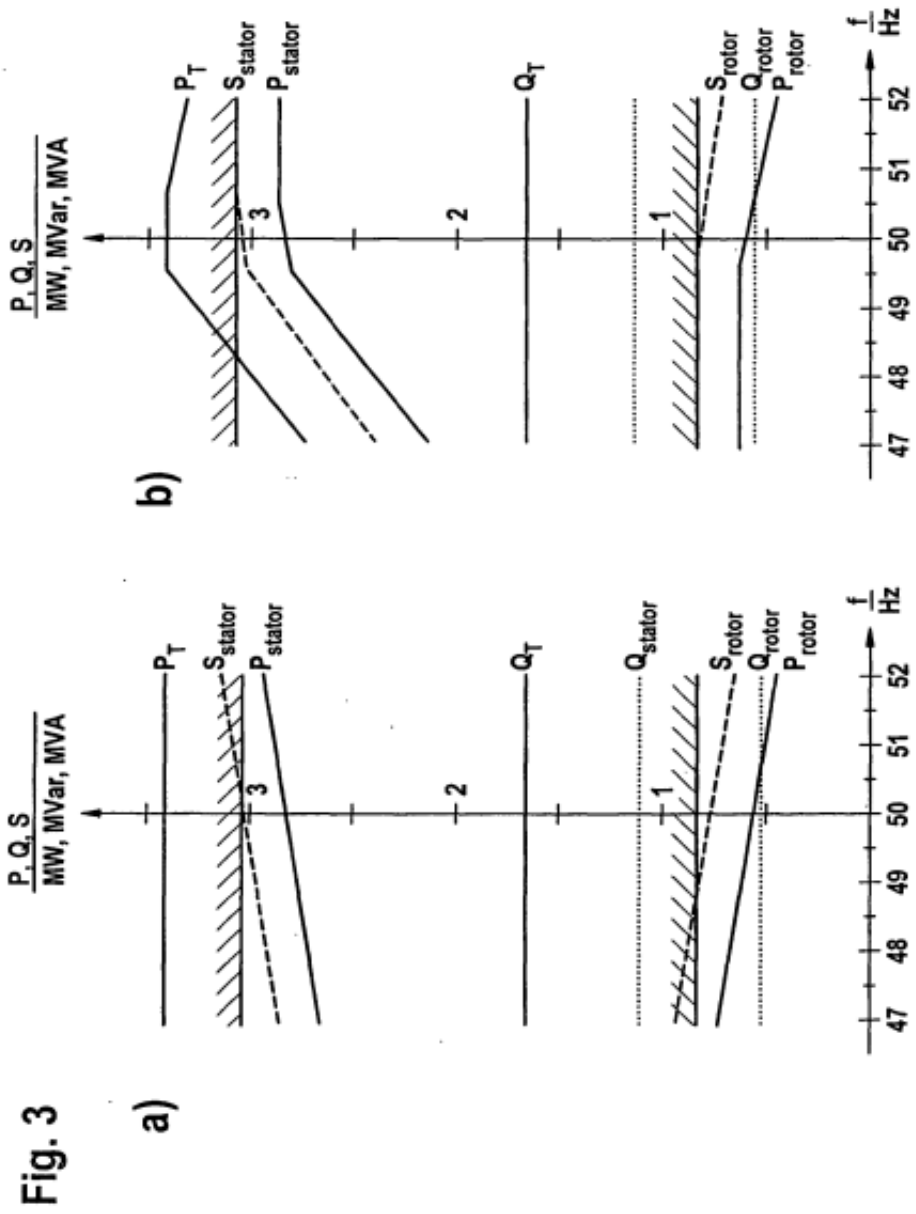 Fig. 3
a)
P, Q, S
MW, MVar, MVA
P_T
S_stator
P_stator
3
2
Q_T
Q_stator
1
S_rotor
Q_rotor
P_rotor
47 48 49 50 51 52
f
Hz
b)
P, Q, S
MW, MVar, MVA
P_T
S_stator
P_stator
3
2
Q_T
1
S_rotor
Q_rotor
P_rotor
47 48 49 50 51 52
f
Hz